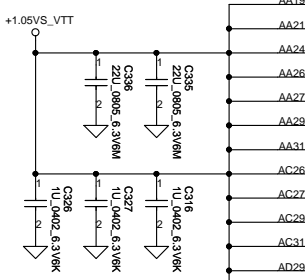 +1.05VS_VTT
AA19
AA21
AA24
AA26
AA27
AA29
AA31
AC26
AC27
AC29
AC31
AD29
1
2
C336
22U_0805_6.3V6M
1
2
C335
22U_0805_6.3V6M
1
2
C326
1U_0402_6.3V6K
1
2
C327
1U_0402_6.3V6K
1
2
C316
1U_0402_6.3V6K